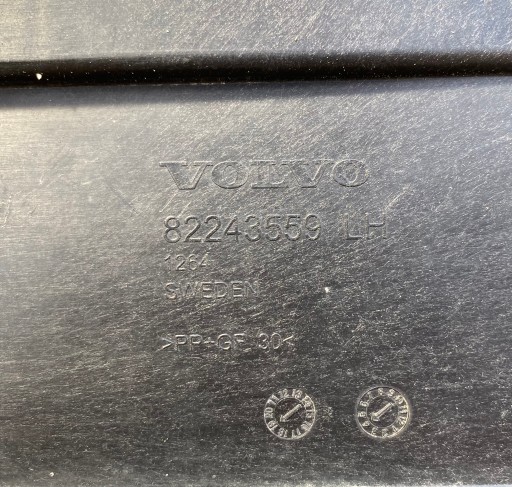 VOLVO
82243559 LH
1264
SWEDEN
>PP+GF 30<